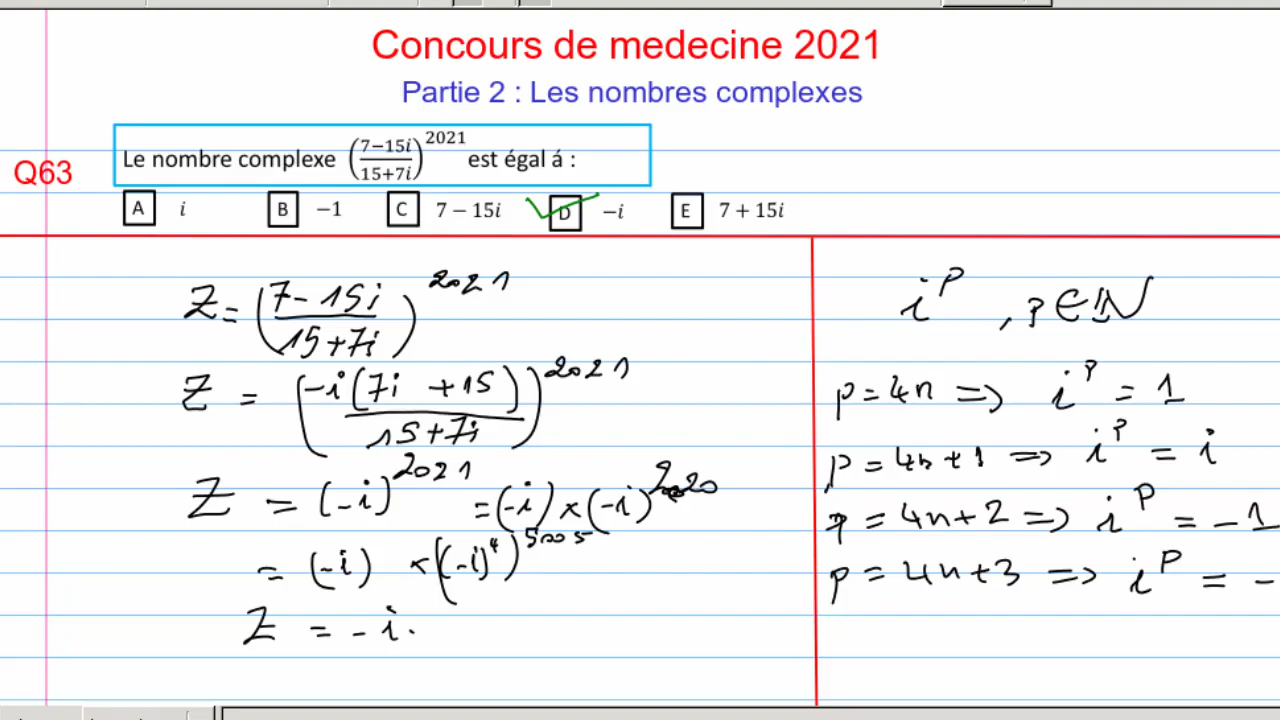 Concours de medecine 2021
Partie 2 : Les nombres complexes
Q63
Le nombre complexe ((7−15i)/(15+7i))^2021 est égal á :
A i B −1 C 7 − 15i D −i E 7 + 15i
Z = ((7 - 15i)/(15 + 7i))^2021
Z = (-i(7i + 15)/(15 + 7i))^2021
Z = (-i)^2021 = (-i) × (-i)^2020
= (-i) × ((-i)^4)
Z = -i.
i^p , p ∈ IN
p = 4n => i^p = 1
p = 4n + 1 => i^p = i
p = 4n + 2 => i^p = -1
p = 4n + 3 => i^p = -